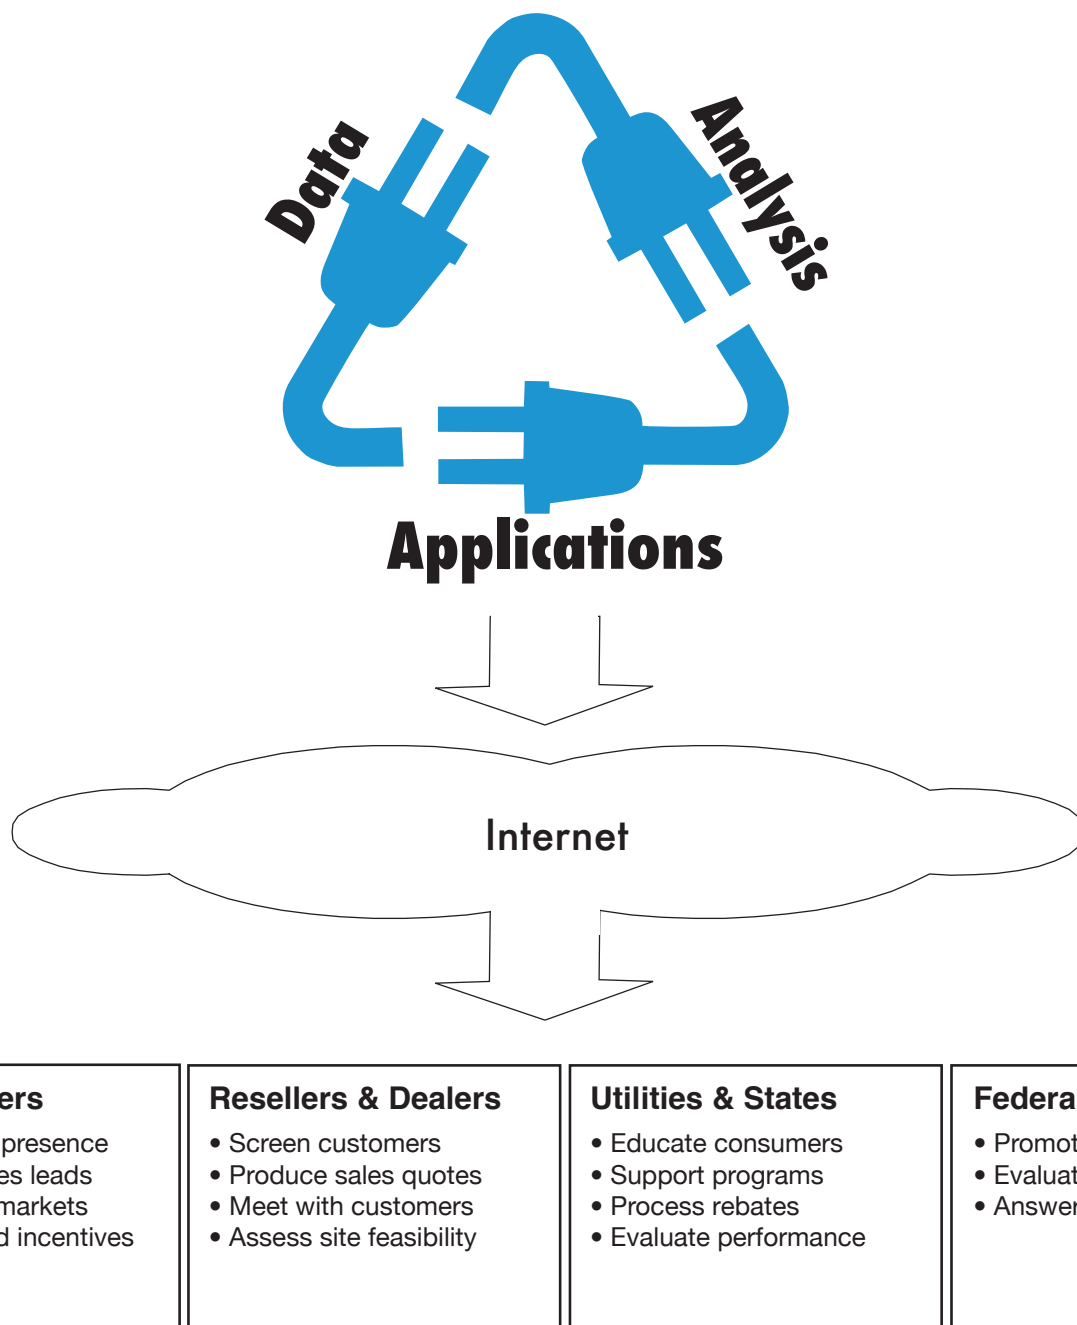 Data
Analysis
Applications
Internet
ers
presence
es leads
markets
d incentives
Resellers & Dealers
• Screen customers
• Produce sales quotes
• Meet with customers
• Assess site feasibility
Utilities & States
• Educate consumers
• Support programs
• Process rebates
• Evaluate performance
Federa
• Promot
• Evaluat
• Answer